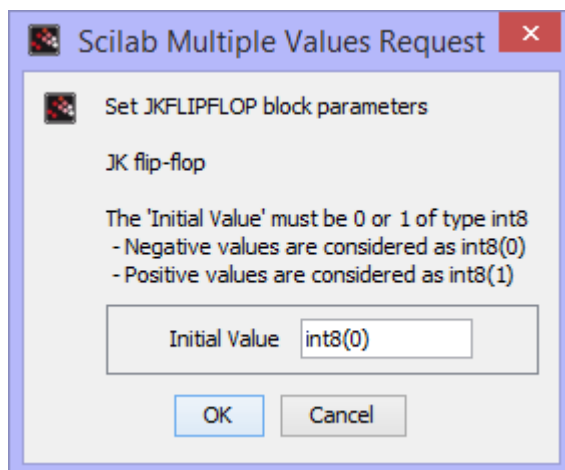 Scilab Multiple Values Request
Set JKFLIPFLOP block parameters
JK flip-flop
The 'Initial Value' must be 0 or 1 of type int8
- Negative values are considered as int8(0)
- Positive values are considered as int8(1)
Initial Value int8(0)
OK Cancel